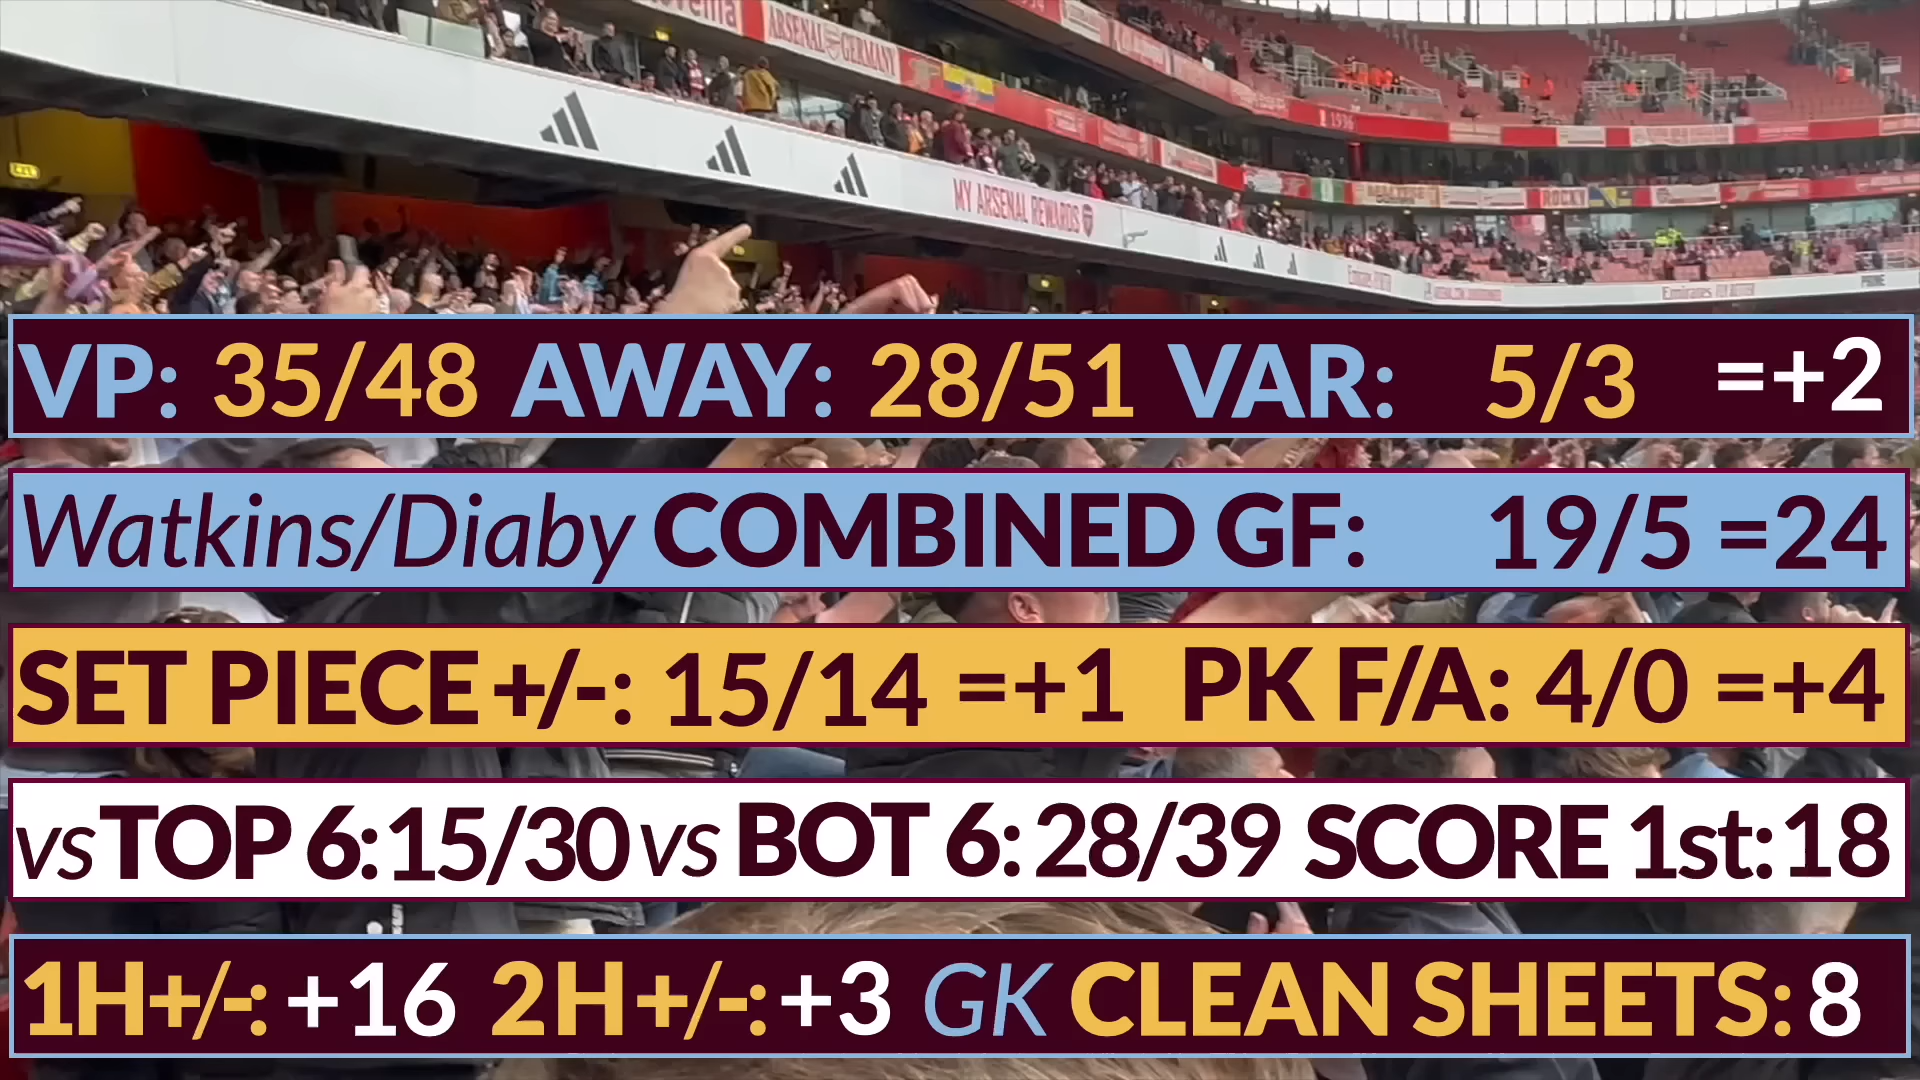 ARSENAL GERMANY
1936
MY ARSENAL REWARDS
ROCKY
VP: 35/48 AWAY: 28/51 VAR: 5/3 =+2
Watkins/Diaby COMBINED GF: 19/5 =24
SET PIECE +/-: 15/14 =+1 PK F/A: 4/0 =+4
vs TOP 6: 15/30 vs BOT 6: 28/39 SCORE 1st: 18
1H+/-: +16 2H+/-: +3 GK CLEAN SHEETS: 8